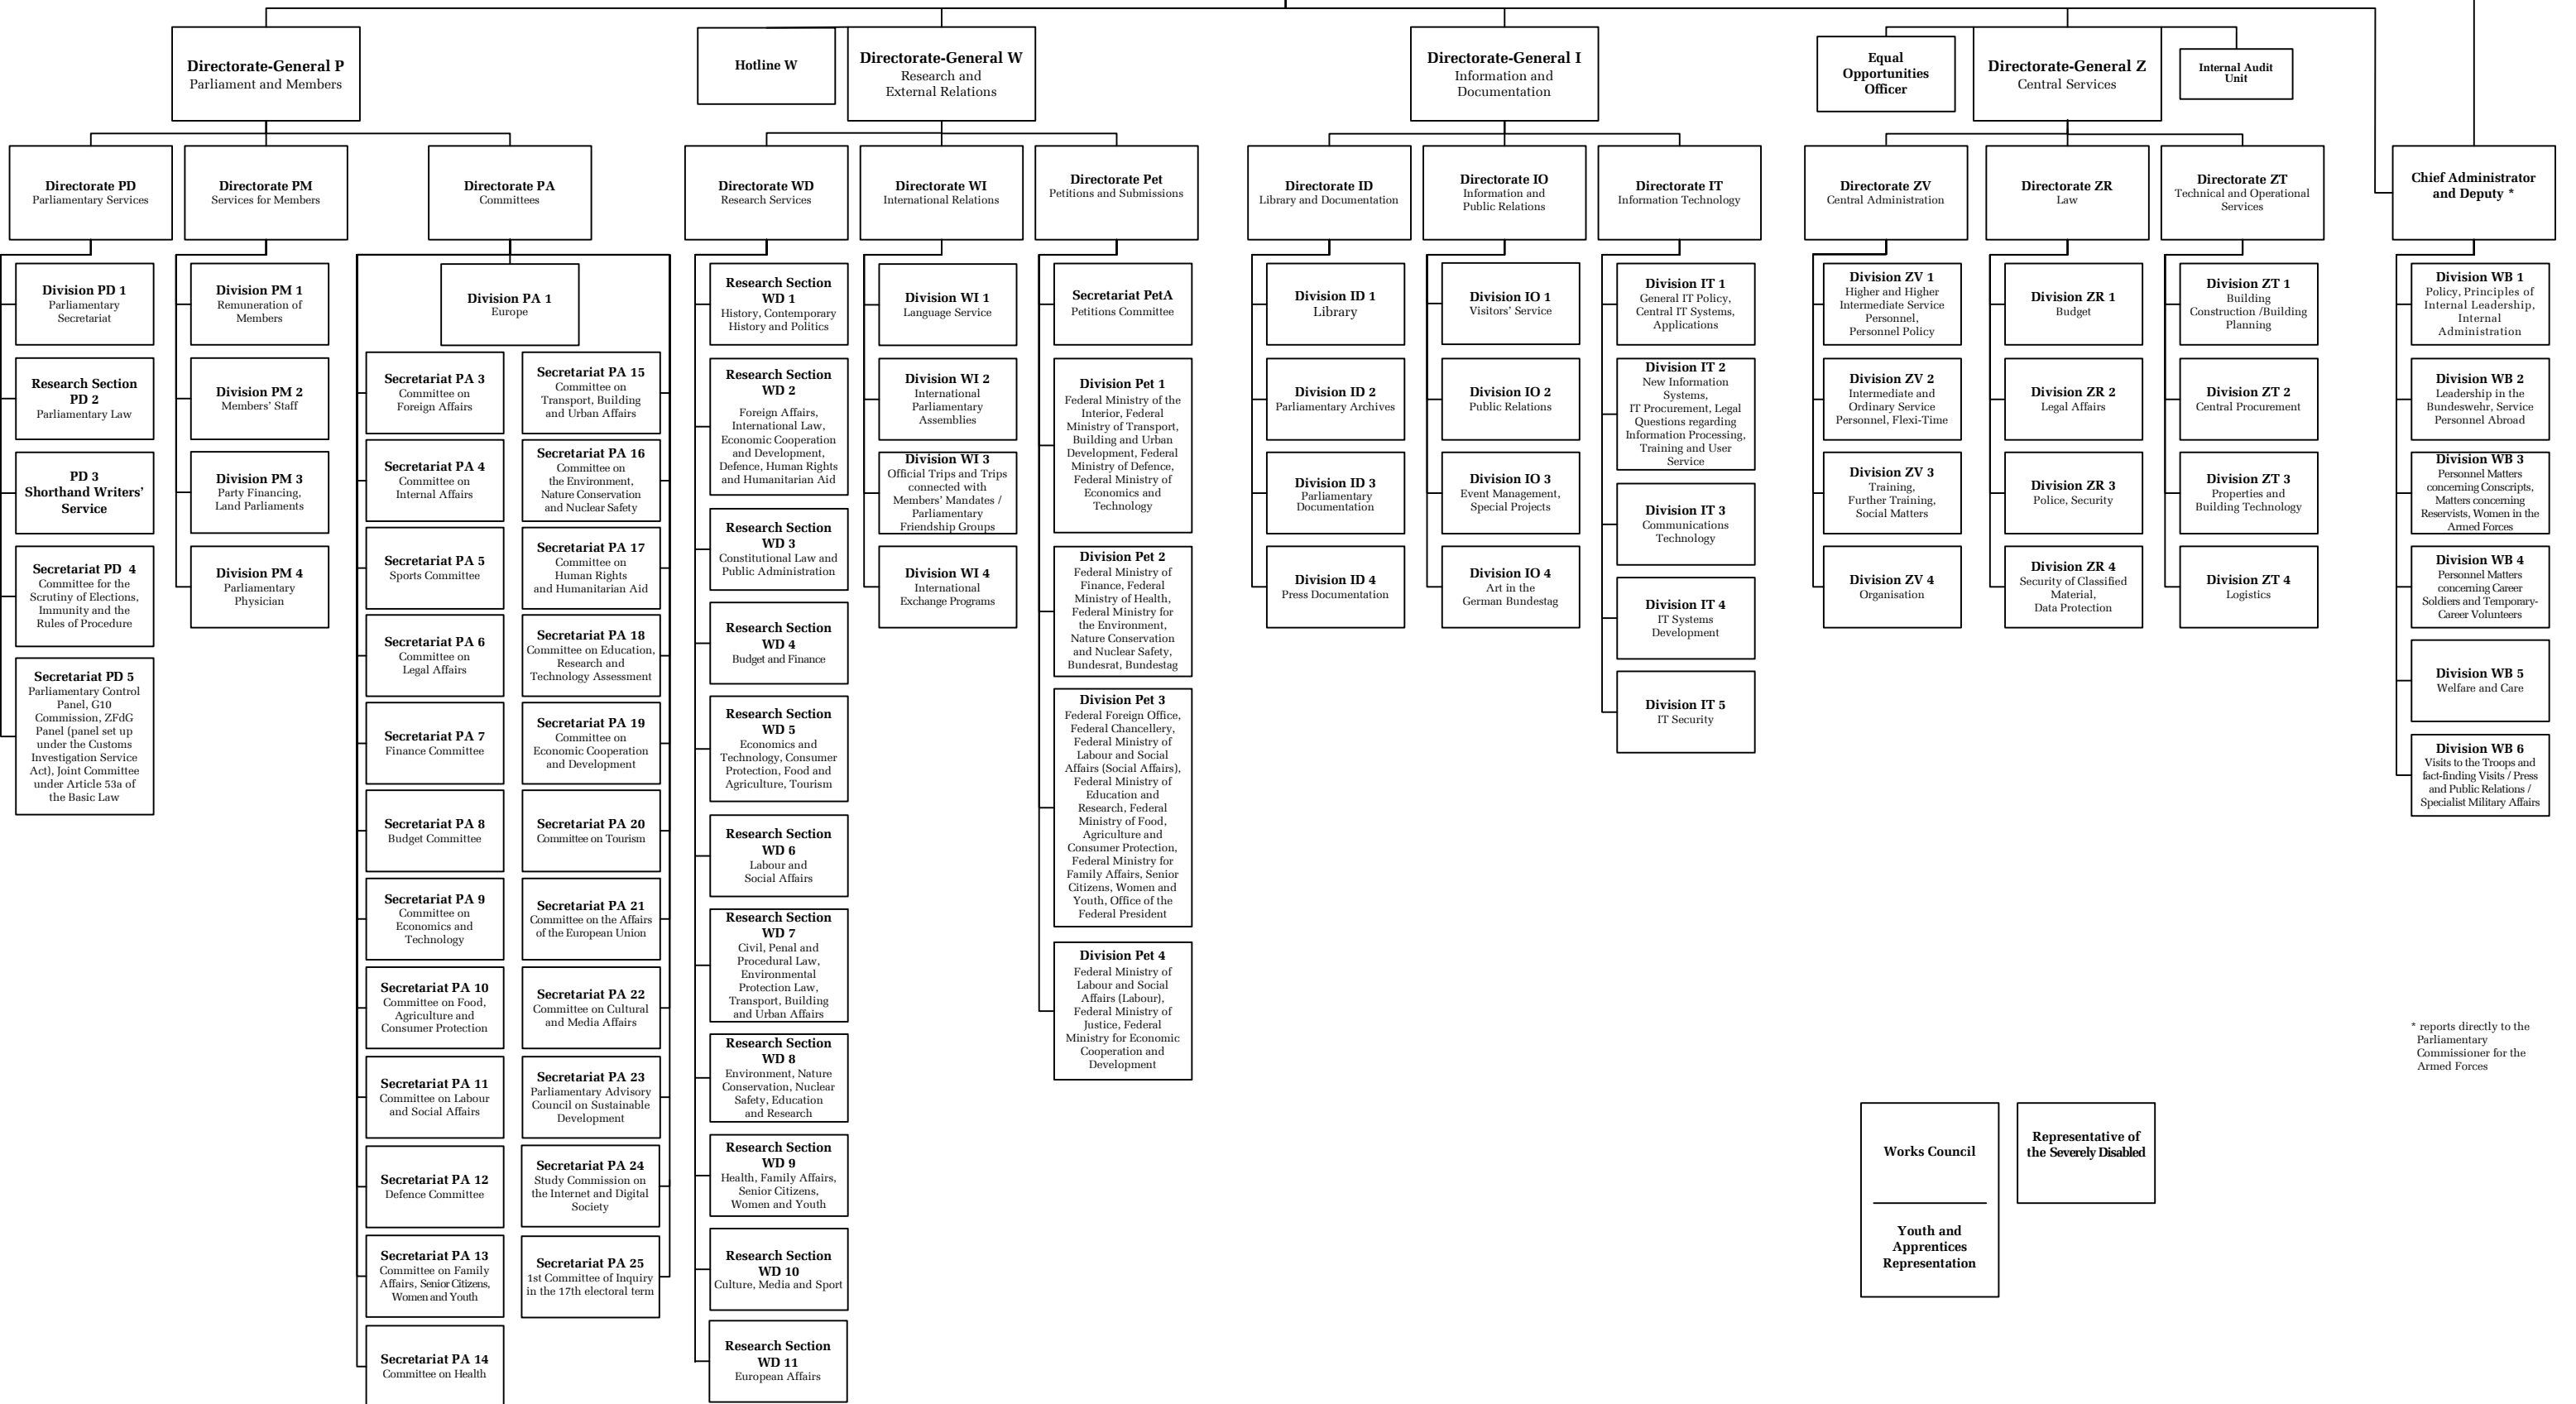 Directorate-General P
Parliament and Members
Hotline W
Directorate-General W
Research and
External Relations
Directorate-General I
Information and
Documentation
Equal
Opportunities
Officer
Directorate-General Z
Central Services
Internal Audit
Unit
Directorate PD
Parliamentary Services
Directorate PM
Services for Members
Directorate PA
Committees
Directorate WD
Research Services
Directorate WI
International Relations
Directorate Pet
Petitions and Submissions
Directorate ID
Library and Documentation
Directorate IO
Information and
Public Relations
Directorate IT
Information Technology
Directorate ZV
Central Administration
Directorate ZR
Law
Directorate ZT
Technical and Operational
Services
Chief Administrator
and Deputy *
Division PD 1
Parliamentary
Secretariat
Research Section
PD 2
Parliamentary Law
PD 3
Shorthand Writers'
Service
Secretariat PD 4
Committee for the
Scrutiny of Elections,
Immunity and the
Rules of Procedure
Secretariat PD 5
Parliamentary Control
Panel, G10
Commission, ZFdG
Panel (panel set up
under the Customs
Investigation Service
Act), Joint Committee
under Article 53a of
the Basic Law
Division PM 1
Remuneration of
Members
Division PM 2
Members' Staff
Division PM 3
Party Financing,
Land Parliaments
Division PM 4
Parliamentary
Physician
Division PA 1
Europe
Secretariat PA 3
Committee on
Foreign Affairs
Secretariat PA 4
Committee on
Internal Affairs
Secretariat PA 5
Sports Committee
Secretariat PA 6
Committee on
Legal Affairs
Secretariat PA 7
Finance Committee
Secretariat PA 8
Budget Committee
Secretariat PA 9
Committee on
Economics and
Technology
Secretariat PA 10
Committee on Food,
Agriculture and
Consumer Protection
Secretariat PA 11
Committee on Labour
and Social Affairs
Secretariat PA 12
Defence Committee
Secretariat PA 13
Committee on Family
Affairs, Senior Citizens,
Women and Youth
Secretariat PA 14
Committee on Health
Secretariat PA 15
Committee on
Transport, Building
and Urban Affairs
Secretariat PA 16
Committee on
the Environment,
Nature Conservation
and Nuclear Safety
Secretariat PA 17
Committee on
Human Rights
and Humanitarian Aid
Secretariat PA 18
Committee on Education,
Research and
Technology Assessment
Secretariat PA 19
Committee on
Economic Cooperation
and Development
Secretariat PA 20
Committee on Tourism
Secretariat PA 21
Committee on the Affairs
of the European Union
Secretariat PA 22
Committee on Cultural
and Media Affairs
Secretariat PA 23
Parliamentary Advisory
Council on Sustainable
Development
Secretariat PA 24
Study Commission on
the Internet and Digital
Society
Secretariat PA 25
1st Committee of Inquiry
in the 17th electoral term
Research Section
WD 1
History, Contemporary
History and Politics
Research Section
WD 2
Foreign Affairs,
International Law,
Economic Cooperation
and Development,
Defence, Human Rights
and Humanitarian Aid
Research Section
WD 3
Constitutional Law and
Public Administration
Research Section
WD 4
Budget and Finance
Research Section
WD 5
Economics and
Technology, Consumer
Protection, Food and
Agriculture, Tourism
Research Section
WD 6
Labour and
Social Affairs
Research Section
WD 7
Civil, Penal and
Procedural Law,
Environmental
Protection Law,
Transport, Building
and Urban Affairs
Research Section
WD 8
Environment, Nature
Conservation, Nuclear
Safety, Education
and Research
Research Section
WD 9
Health, Family Affairs,
Senior Citizens,
Women and Youth
Research Section
WD 10
Culture, Media and Sport
Research Section
WD 11
European Affairs
Division WI 1
Language Service
Division WI 2
International
Parliamentary
Assemblies
Division WI 3
Official Trips and Trips
connected with
Members' Mandates /
Parliamentary
Friendship Groups
Division WI 4
International
Exchange Programs
Secretariat PetA
Petitions Committee
Division Pet 1
Federal Ministry of the
Interior, Federal
Ministry of Transport,
Building and Urban
Development, Federal
Ministry of Defence,
Federal Ministry of
Economics and
Technology
Division Pet 2
Federal Ministry of
Finance, Federal
Ministry of Health,
Federal Ministry for
the Environment,
Nature Conservation
and Nuclear Safety,
Bundesrat, Bundestag
Division Pet 3
Federal Foreign Office,
Federal Chancellery,
Federal Ministry of
Labour and Social
Affairs (Social Affairs),
Federal Ministry of
Education and
Research, Federal
Ministry of Food,
Agriculture and
Consumer Protection,
Federal Ministry for
Family Affairs, Senior
Citizens, Women and
Youth, Office of the
Federal President
Division Pet 4
Federal Ministry of
Labour and Social
Affairs (Labour),
Federal Ministry of
Justice, Federal
Ministry for Economic
Cooperation and
Development
Division ID 1
Library
Division ID 2
Parliamentary Archives
Division ID 3
Parliamentary
Documentation
Division ID 4
Press Documentation
Division IO 1
Visitors' Service
Division IO 2
Public Relations
Division IO 3
Event Management,
Special Projects
Division IO 4
Art in the
German Bundestag
Division IT 1
General IT Policy,
Central IT Systems,
Applications
Division IT 2
New Information
Systems,
IT Procurement, Legal
Questions regarding
Information Processing,
Training and User
Service
Division IT 3
Communications
Technology
Division IT 4
IT Systems
Development
Division IT 5
IT Security
Division ZV 1
Higher and Higher
Intermediate Service
Personnel,
Personnel Policy
Division ZV 2
Intermediate and
Ordinary Service
Personnel, Flexi-Time
Division ZV 3
Training,
Further Training,
Social Matters
Division ZV 4
Organisation
Division ZR 1
Budget
Division ZR 2
Legal Affairs
Division ZR 3
Police, Security
Division ZR 4
Security of Classified
Material,
Data Protection
Division ZT 1
Building
Construction /Building
Planning
Division ZT 2
Central Procurement
Division ZT 3
Properties and
Building Technology
Division ZT 4
Logistics
Division WB 1
Policy, Principles of
Internal Leadership,
Internal
Administration
Division WB 2
Leadership in the
Bundeswehr, Service
Personnel Abroad
Division WB 3
Personnel Matters
concerning Conscripts,
Matters concerning
Reservists, Women in the
Armed Forces
Division WB 4
Personnel Matters
concerning Career
Soldiers and Temporary-
Career Volunteers
Division WB 5
Welfare and Care
Division WB 6
Visits to the Troops and
fact-finding Visits / Press
and Public Relations /
Specialist Military Affairs
* reports directly to the
Parliamentary
Commissioner for the
Armed Forces
Works Council
Youth and
Apprentices
Representation
Representative of
the Severely Disabled